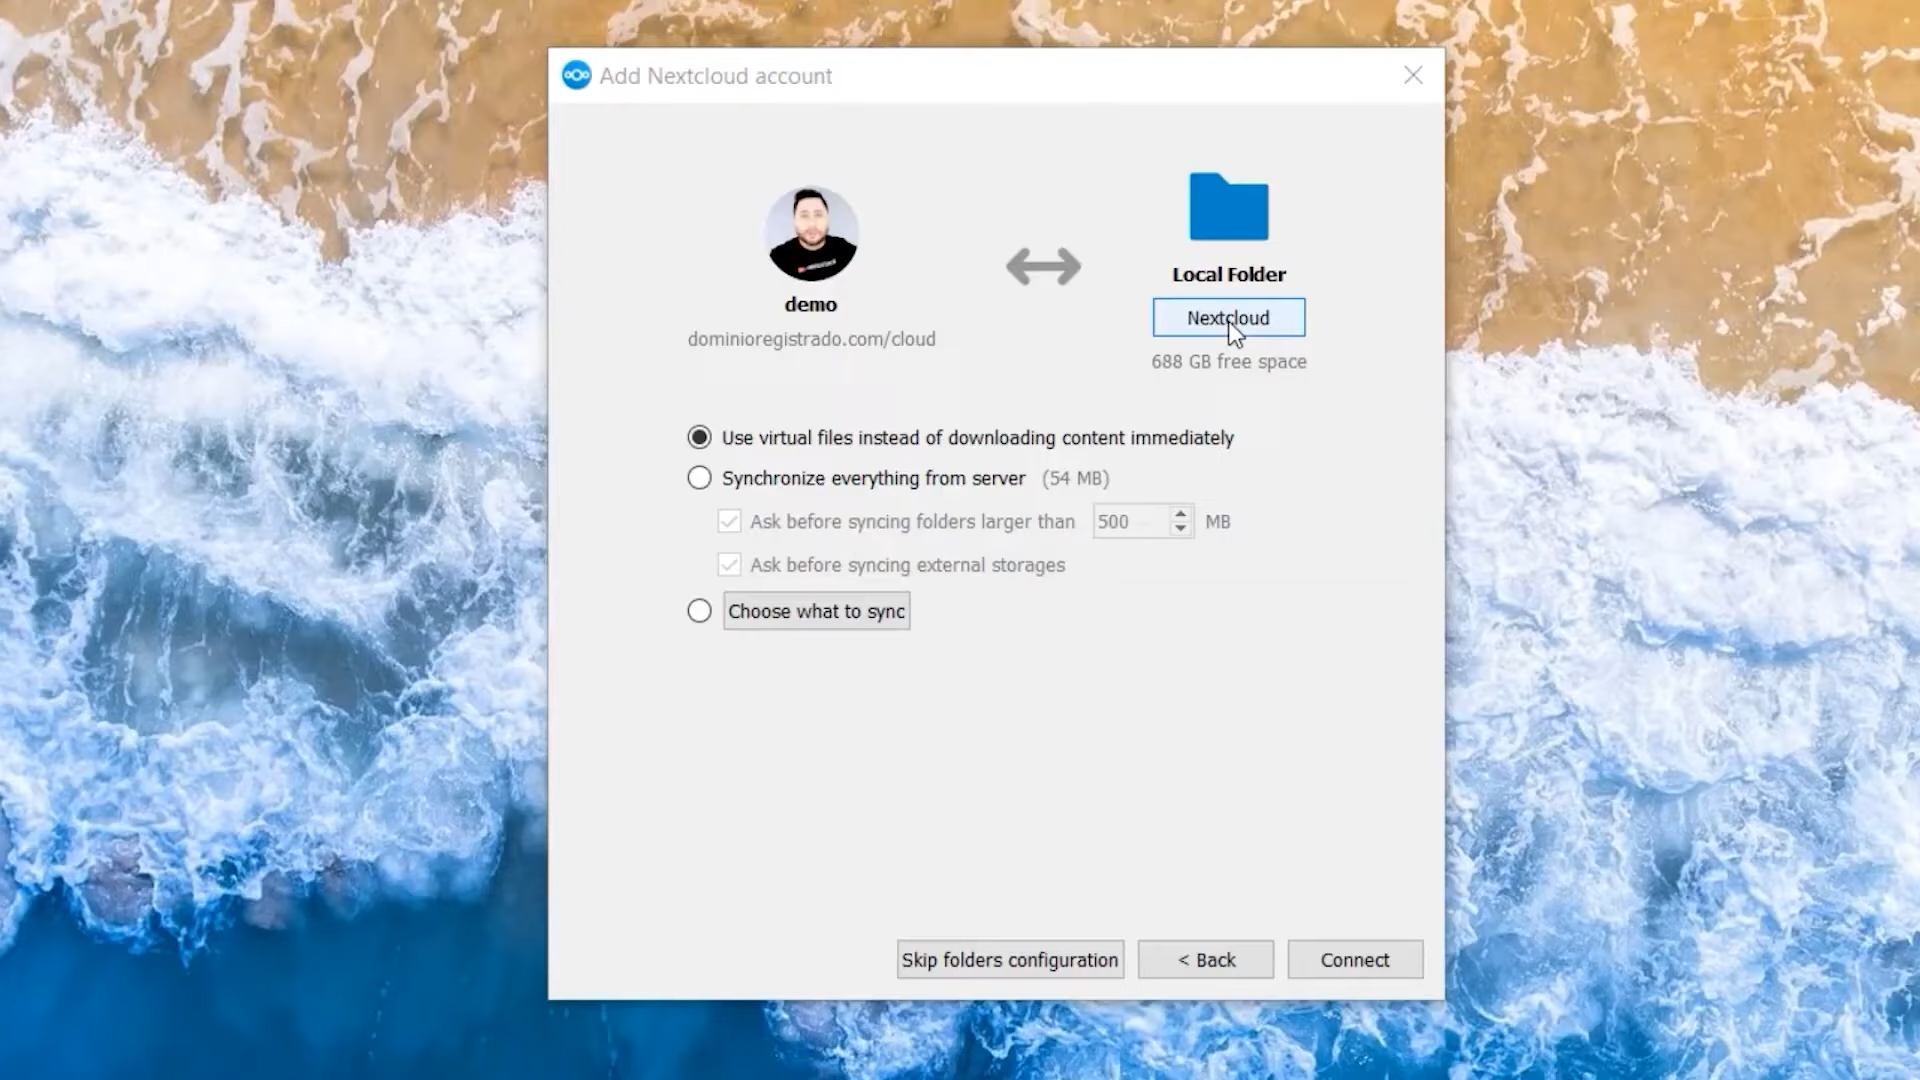 Add Nextcloud account
demo
dominioregistrado.com/cloud
Local Folder
Nextcloud
688 GB free space
Use virtual files instead of downloading content immediately
Synchronize everything from server (54 MB)
Ask before syncing folders larger than 500 MB
Ask before syncing external storages
Choose what to sync
Skip folders configuration
< Back
Connect